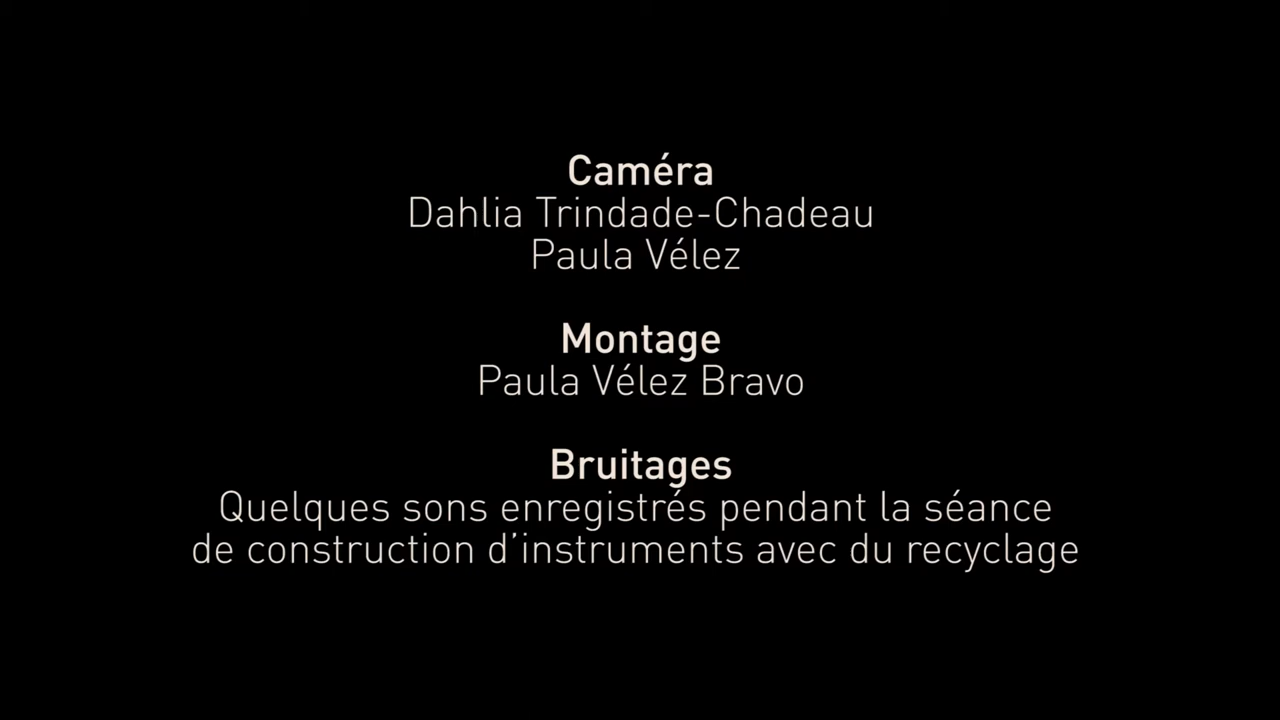 Caméra
Dahlia Trindade-Chadeau
Paula Vélez
Montage
Paula Vélez Bravo
Bruitages
Quelques sons enregistrés pendant la séance
de construction d’instruments avec du recyclage